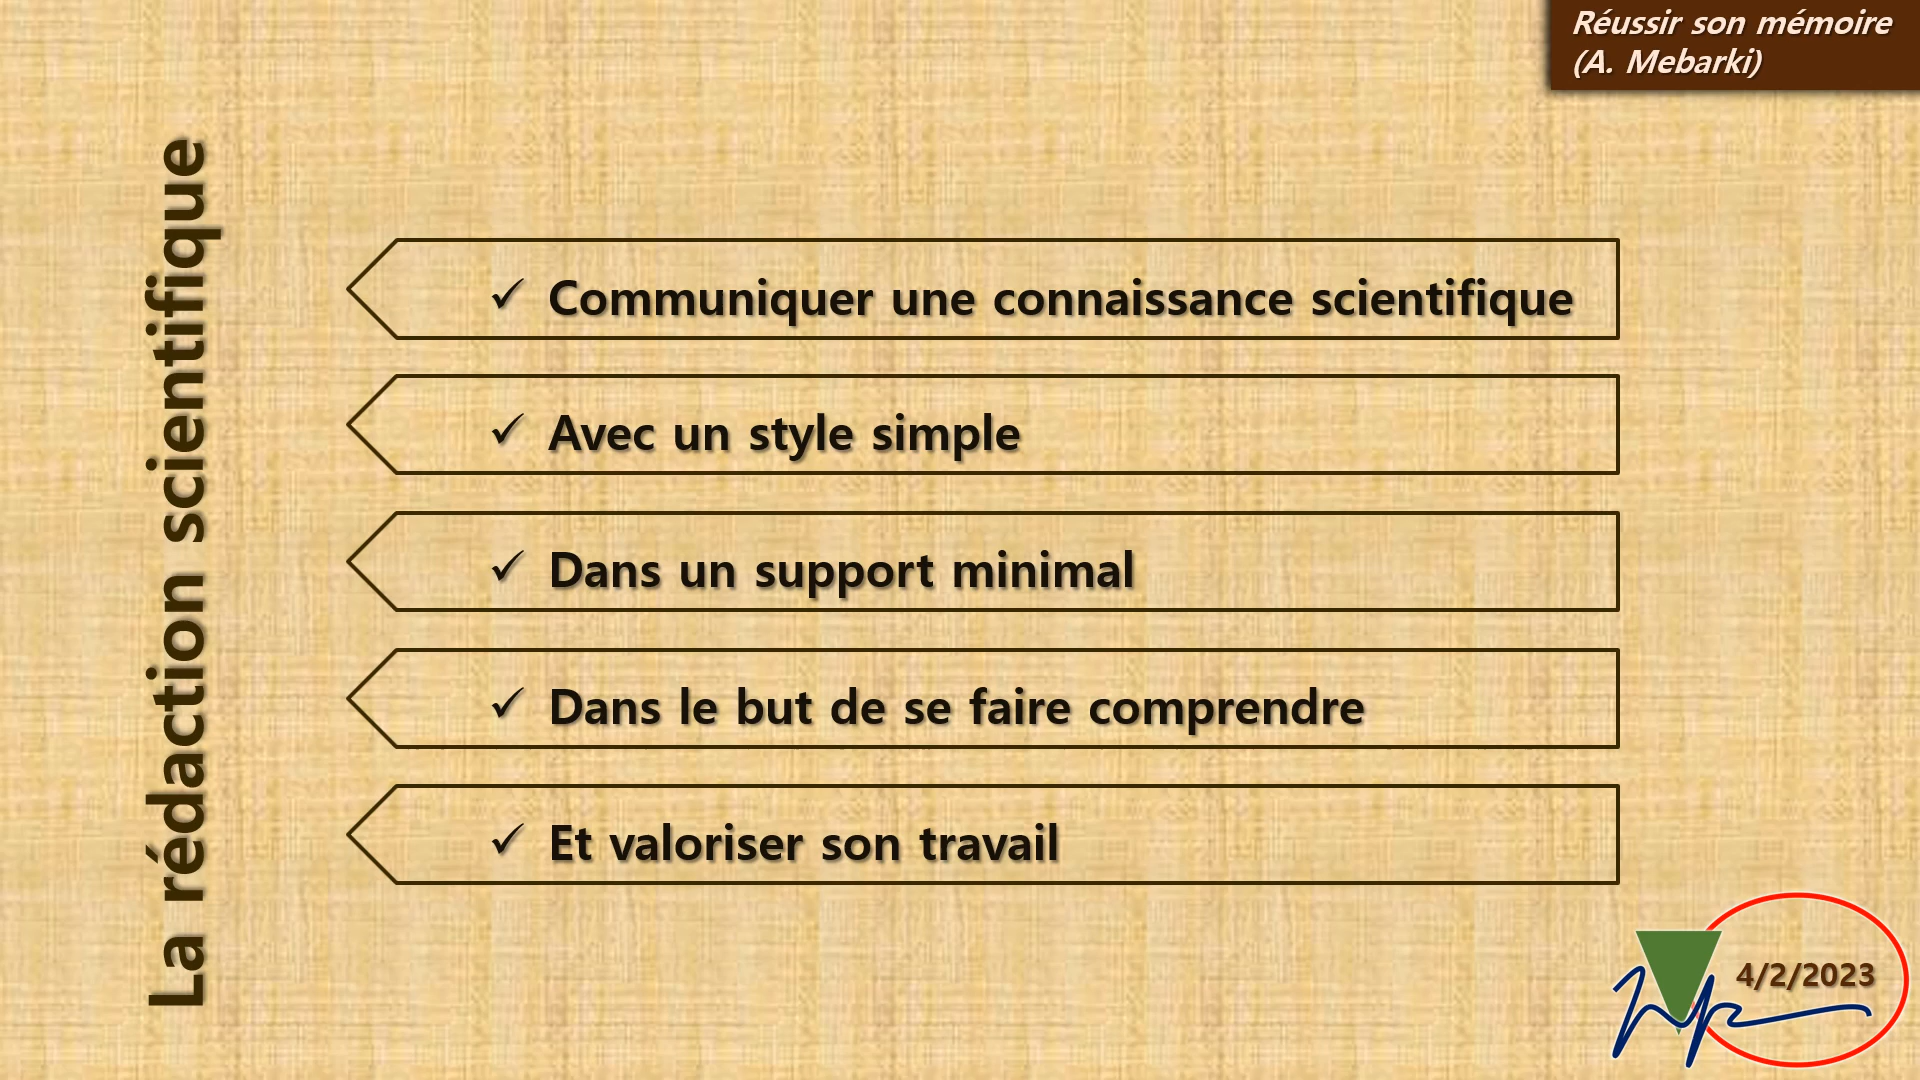 Réussir son mémoire
(A. Mebarki)
La rédaction scientifique
✓ Communiquer une connaissance scientifique
✓ Avec un style simple
✓ Dans un support minimal
✓ Dans le but de se faire comprendre
✓ Et valoriser son travail
4/2/2023